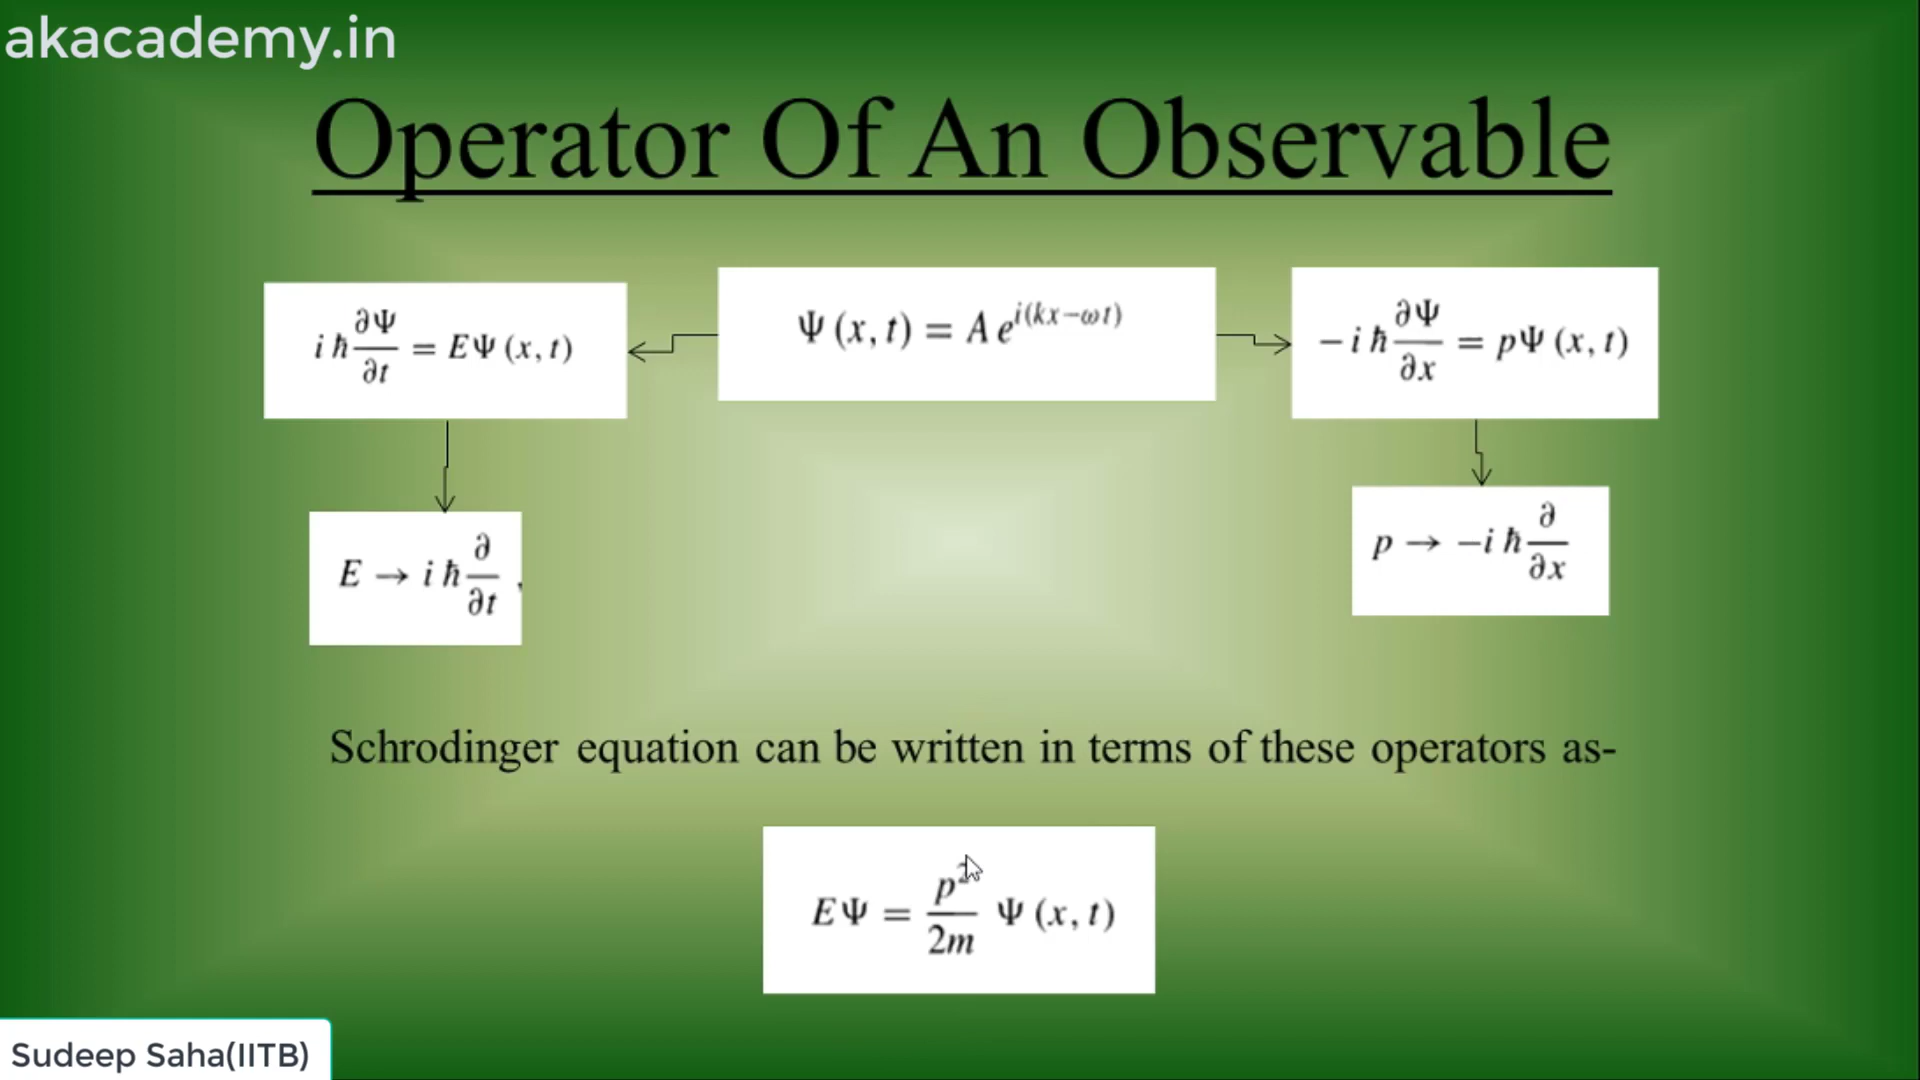 akacademy.in
Operator Of An Observable
iħ ∂Ψ/∂t = EΨ (x, t)
Ψ (x, t) = A e^{i(kx−ωt)}
−iħ ∂Ψ/∂x = pΨ (x, t)
E → iħ ∂/∂t ,
p → −iħ ∂/∂x
Schrodinger equation can be written in terms of these operators as-
EΨ = p²/2m Ψ (x, t)
Sudeep Saha(IITB)